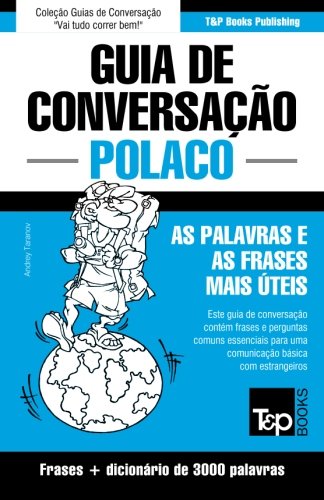 Coleção Guias de Conversação
"Vai tudo correr bem!"
T&P Books Publishing
GUIA DE
CONVERSAÇÃO
POLACO
Andrey Taranov
AS PALAVRAS E
AS FRASES
MAIS ÚTEIS
Este guia de conversação
contém frases e perguntas
comuns essenciais para uma
comunicação básica
com estrangeiros
T&P
BOOKS
Frases + dicionário de 3000 palavras